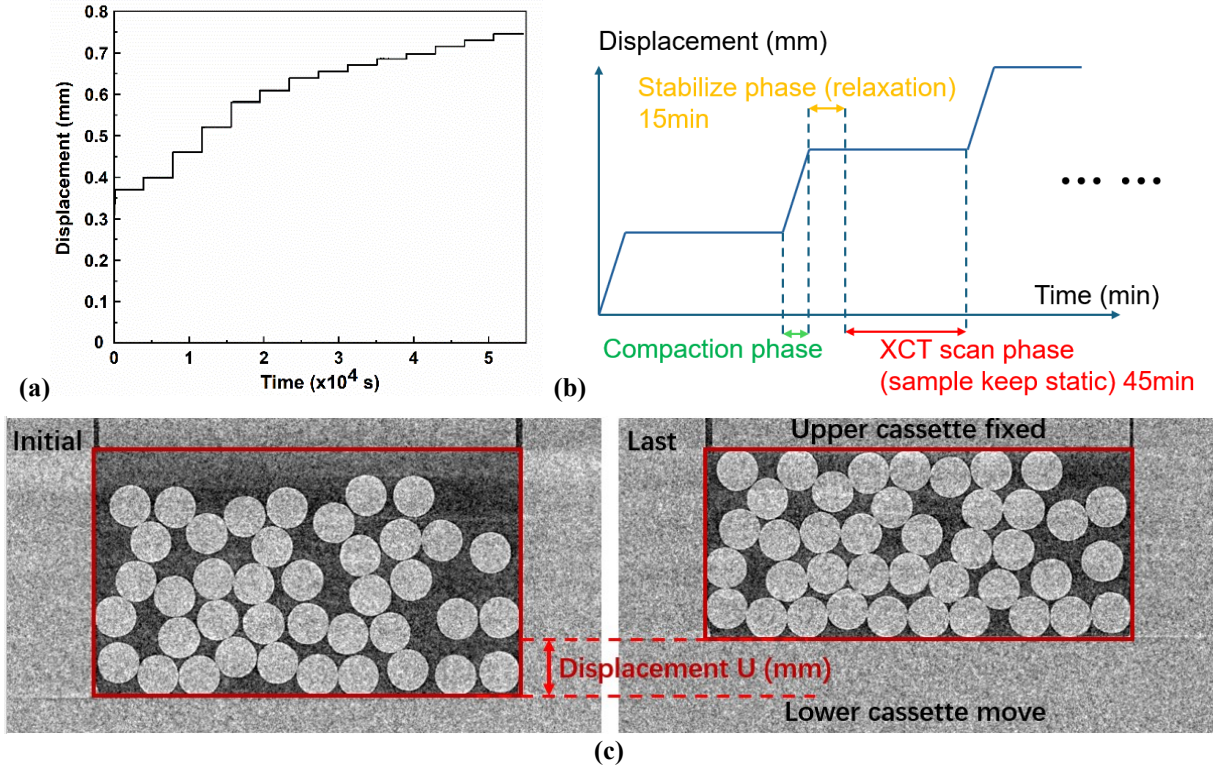 0.8
0.7
0.6
0.5
0.4
0.3
0.2
0.1
0
Displacement (mm)
0 1 2 3 4 5
Time (x10⁴ s)
(a)
Displacement (mm)
Stabilize phase (relaxation)
15min
••• •••
Time (min)
Compaction phase
XCT scan phase
(sample keep static) 45min
(b)
Initial
Last
Upper cassette fixed
Displacement U (mm)
Lower cassette move
(c)